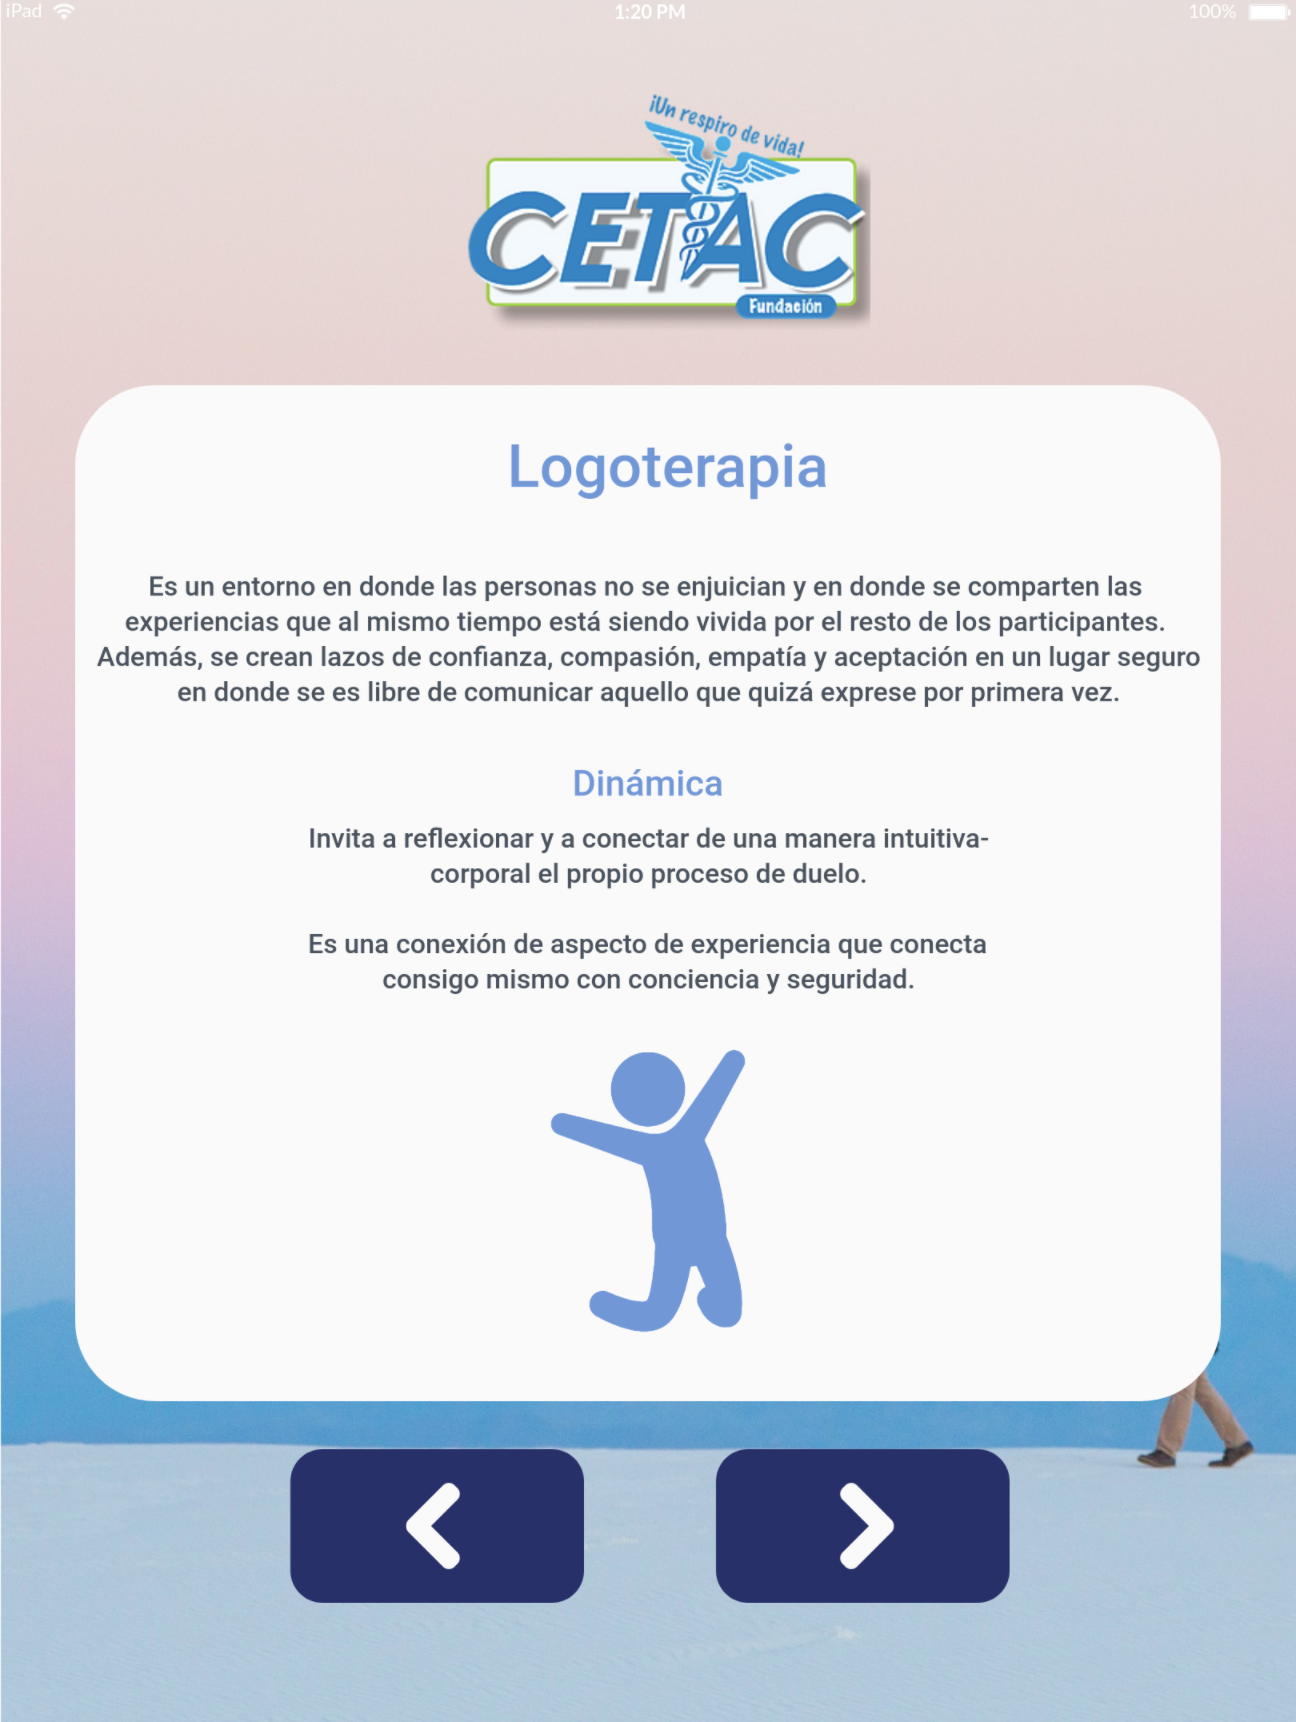 iPad
1:20 PM
100%
¡Un respiro de vida!
CETAC
Fundación
Logoterapia
Es un entorno en donde las personas no se enjuician y en donde se comparten las
experiencias que al mismo tiempo está siendo vivida por el resto de los participantes.
Además, se crean lazos de confianza, compasión, empatía y aceptación en un lugar seguro
en donde se es libre de comunicar aquello que quizá exprese por primera vez.
Dinámica
Invita a reflexionar y a conectar de una manera intuitiva-
corporal el propio proceso de duelo.
Es una conexión de aspecto de experiencia que conecta
consigo mismo con conciencia y seguridad.